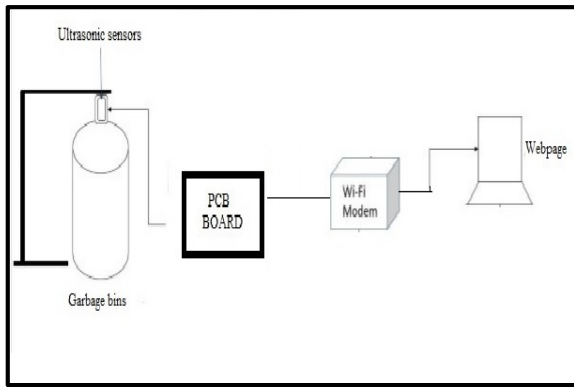 Ultrasonic sensors
Garbage bins
PCB
BOARD
Wi-Fi
Modem
Webpage